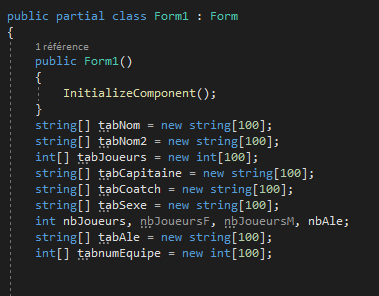 public partial class Form1 : Form
{
1 référence
public Form1()
{
InitializeComponent();
}
string[] tabNom = new string[100];
string[] tabNom2 = new string[100];
int[] tabJoueurs = new int[100];
string[] tabCapitaine = new string[100];
string[] tabCoatch = new string[100];
string[] tabSexe = new string[100];
int nbJoueurs, nbJoueursF, nbJoueursM, nbAle;
string[] tabAle = new string[100];
int[] tabnumEquipe = new int[100];